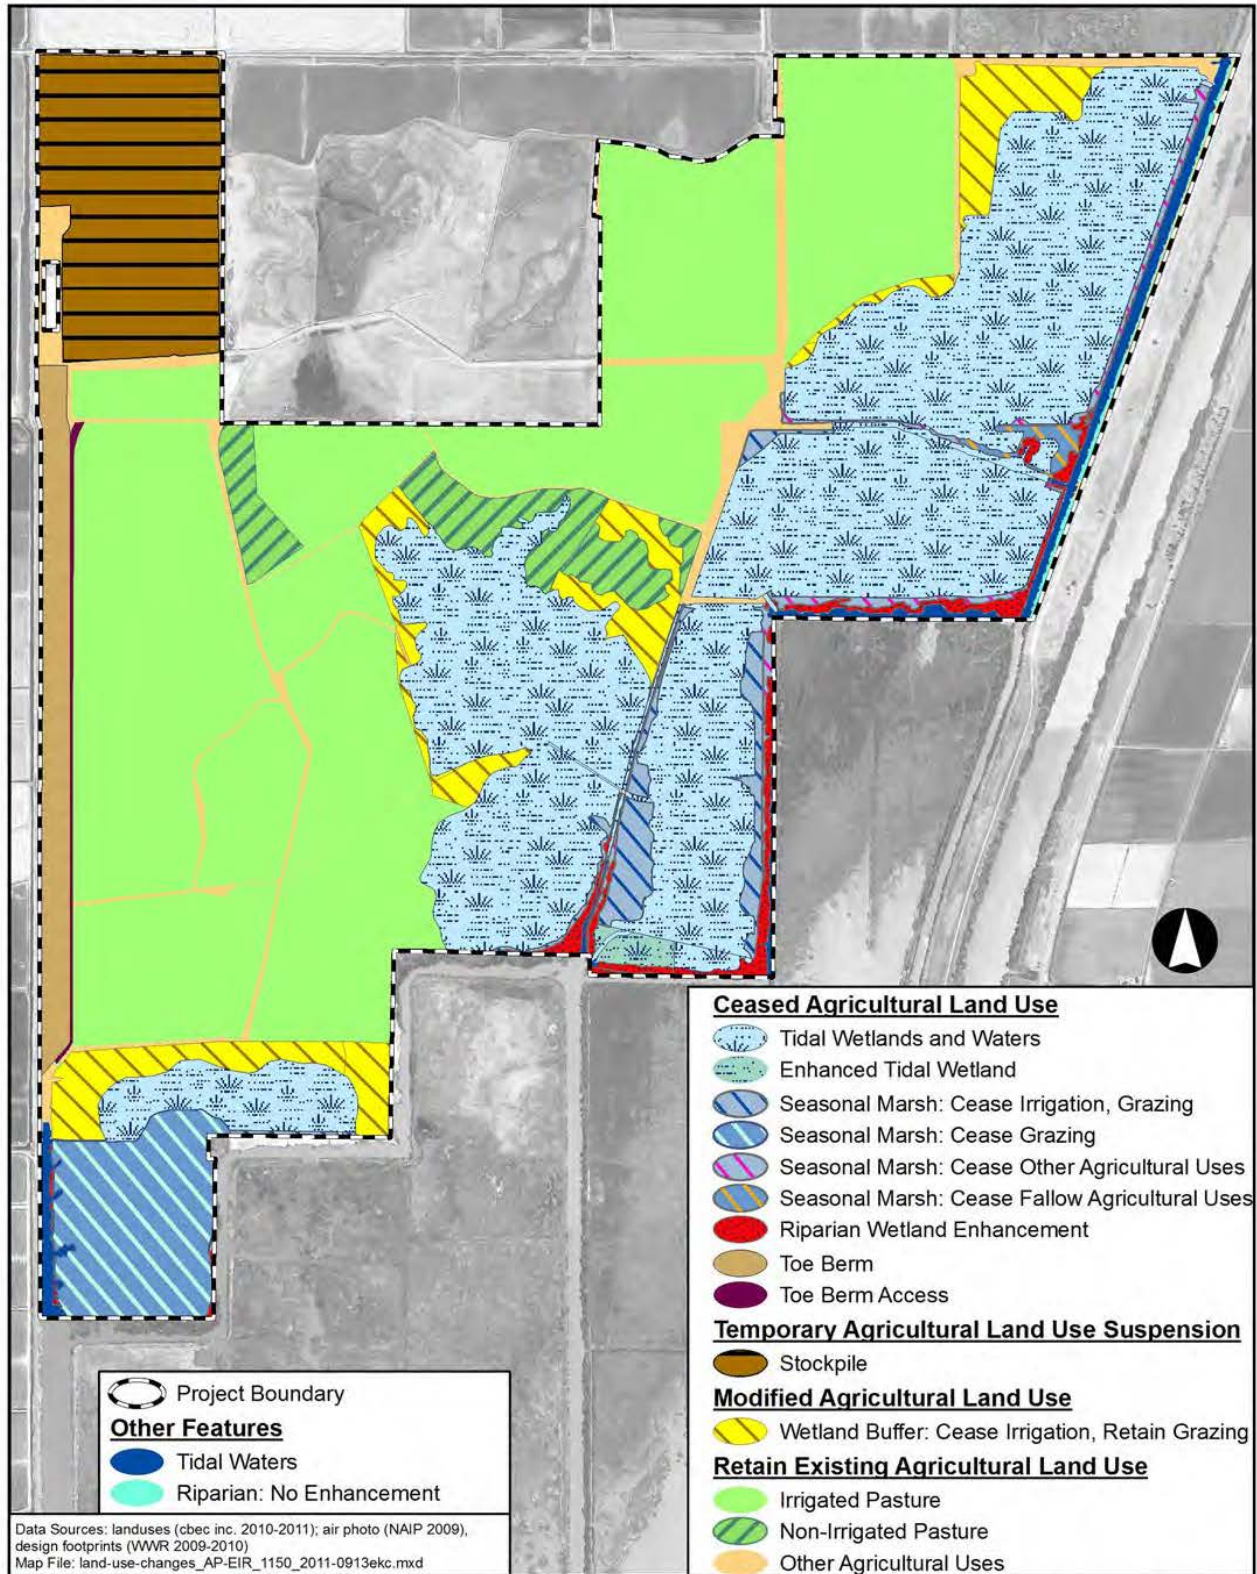 Ceased Agricultural Land Use
Tidal Wetlands and Waters
Enhanced Tidal Wetland
Seasonal Marsh: Cease Irrigation, Grazing
Seasonal Marsh: Cease Grazing
Seasonal Marsh: Cease Other Agricultural Uses
Seasonal Marsh: Cease Fallow Agricultural Uses
Riparian Wetland Enhancement
Toe Berm
Toe Berm Access
Temporary Agricultural Land Use Suspension
Stockpile
Modified Agricultural Land Use
Wetland Buffer: Cease Irrigation, Retain Grazing
Retain Existing Agricultural Land Use
Irrigated Pasture
Non-Irrigated Pasture
Other Agricultural Uses
Project Boundary
Other Features
Tidal Waters
Riparian: No Enhancement
Data Sources: landuses (cbec inc. 2010-2011); air photo (NAIP 2009),
design footprints (WWR 2009-2010)
Map File: land-use-changes_AP-EIR_1150_2011-0913ekc.mxd